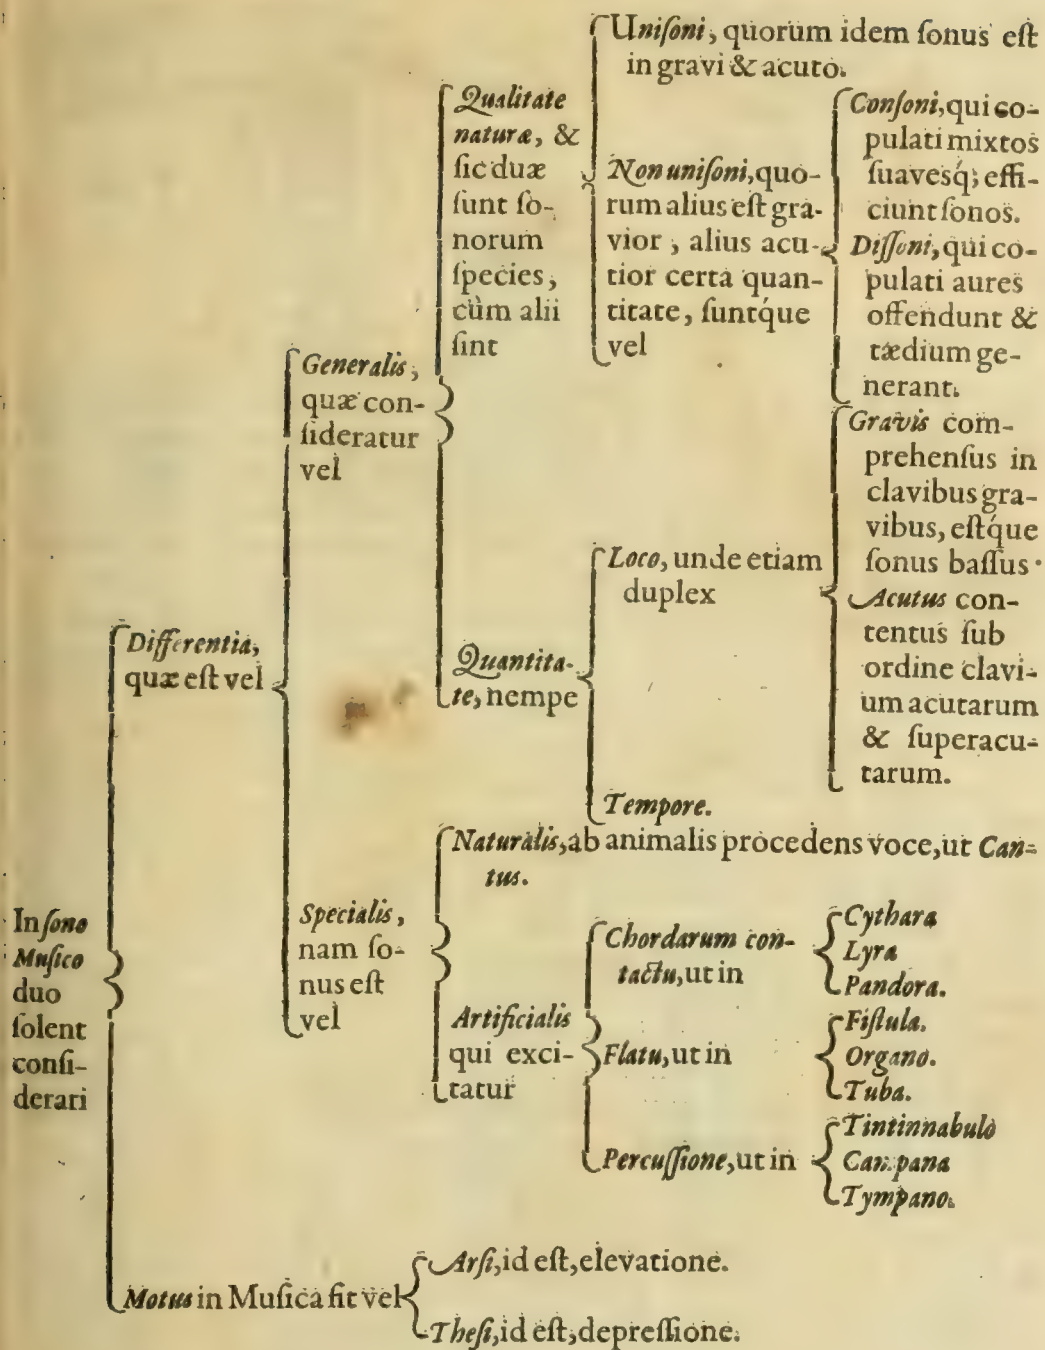 In ſono
Muſico
duo
ſolent
conſi-
derari
Differentia,
quæ eſt vel
Generalis,
quæ con-
ſideratur
vel
Qualitate
naturæ, &
ſic duæ
ſunt ſo-
norum
ſpecies,
cùm alii
ſint
Uniſoni, quorum idem ſonus eſt
in gravi & acuto.
Non uniſoni, quo-
rum alius eſt gra-
vior, alius acu-
tior certa quan-
titate, ſuntq́ue
vel
Conſoni, qui co-
pulati mixtos
ſuavesq́; effi-
ciunt ſonos.
Diſſoni, qui co-
pulati aures
offendunt &
tædium ge-
nerant.
Quantita-
te, nempe
Loco, unde etiam
duplex
Gravis com-
prehenſus in
clavibus gra-
vibus, eſtq́ue
ſonus baſſus.
Acutus con-
tentus ſub
ordine clavi-
um acutarum
& ſuperacu-
tarum.
Tempore.
Specialis,
nam ſo-
nus eſt
vel
Naturalis, ab animalis procedens voce, ut Can-
tus.
Artificialis
qui exci-
tatur
Chordarum con-
tactu, ut in
Cythara
Lyra
Pandora.
Flatu, ut in
Fiſtula.
Organo.
Tuba.
Percuſſione, ut in
Tintinnabulo
Campana
Tympano.
Motus in Muſica fit vel
Arſi, id eſt, elevatione.
Theſi, id eſt, depreſſione.